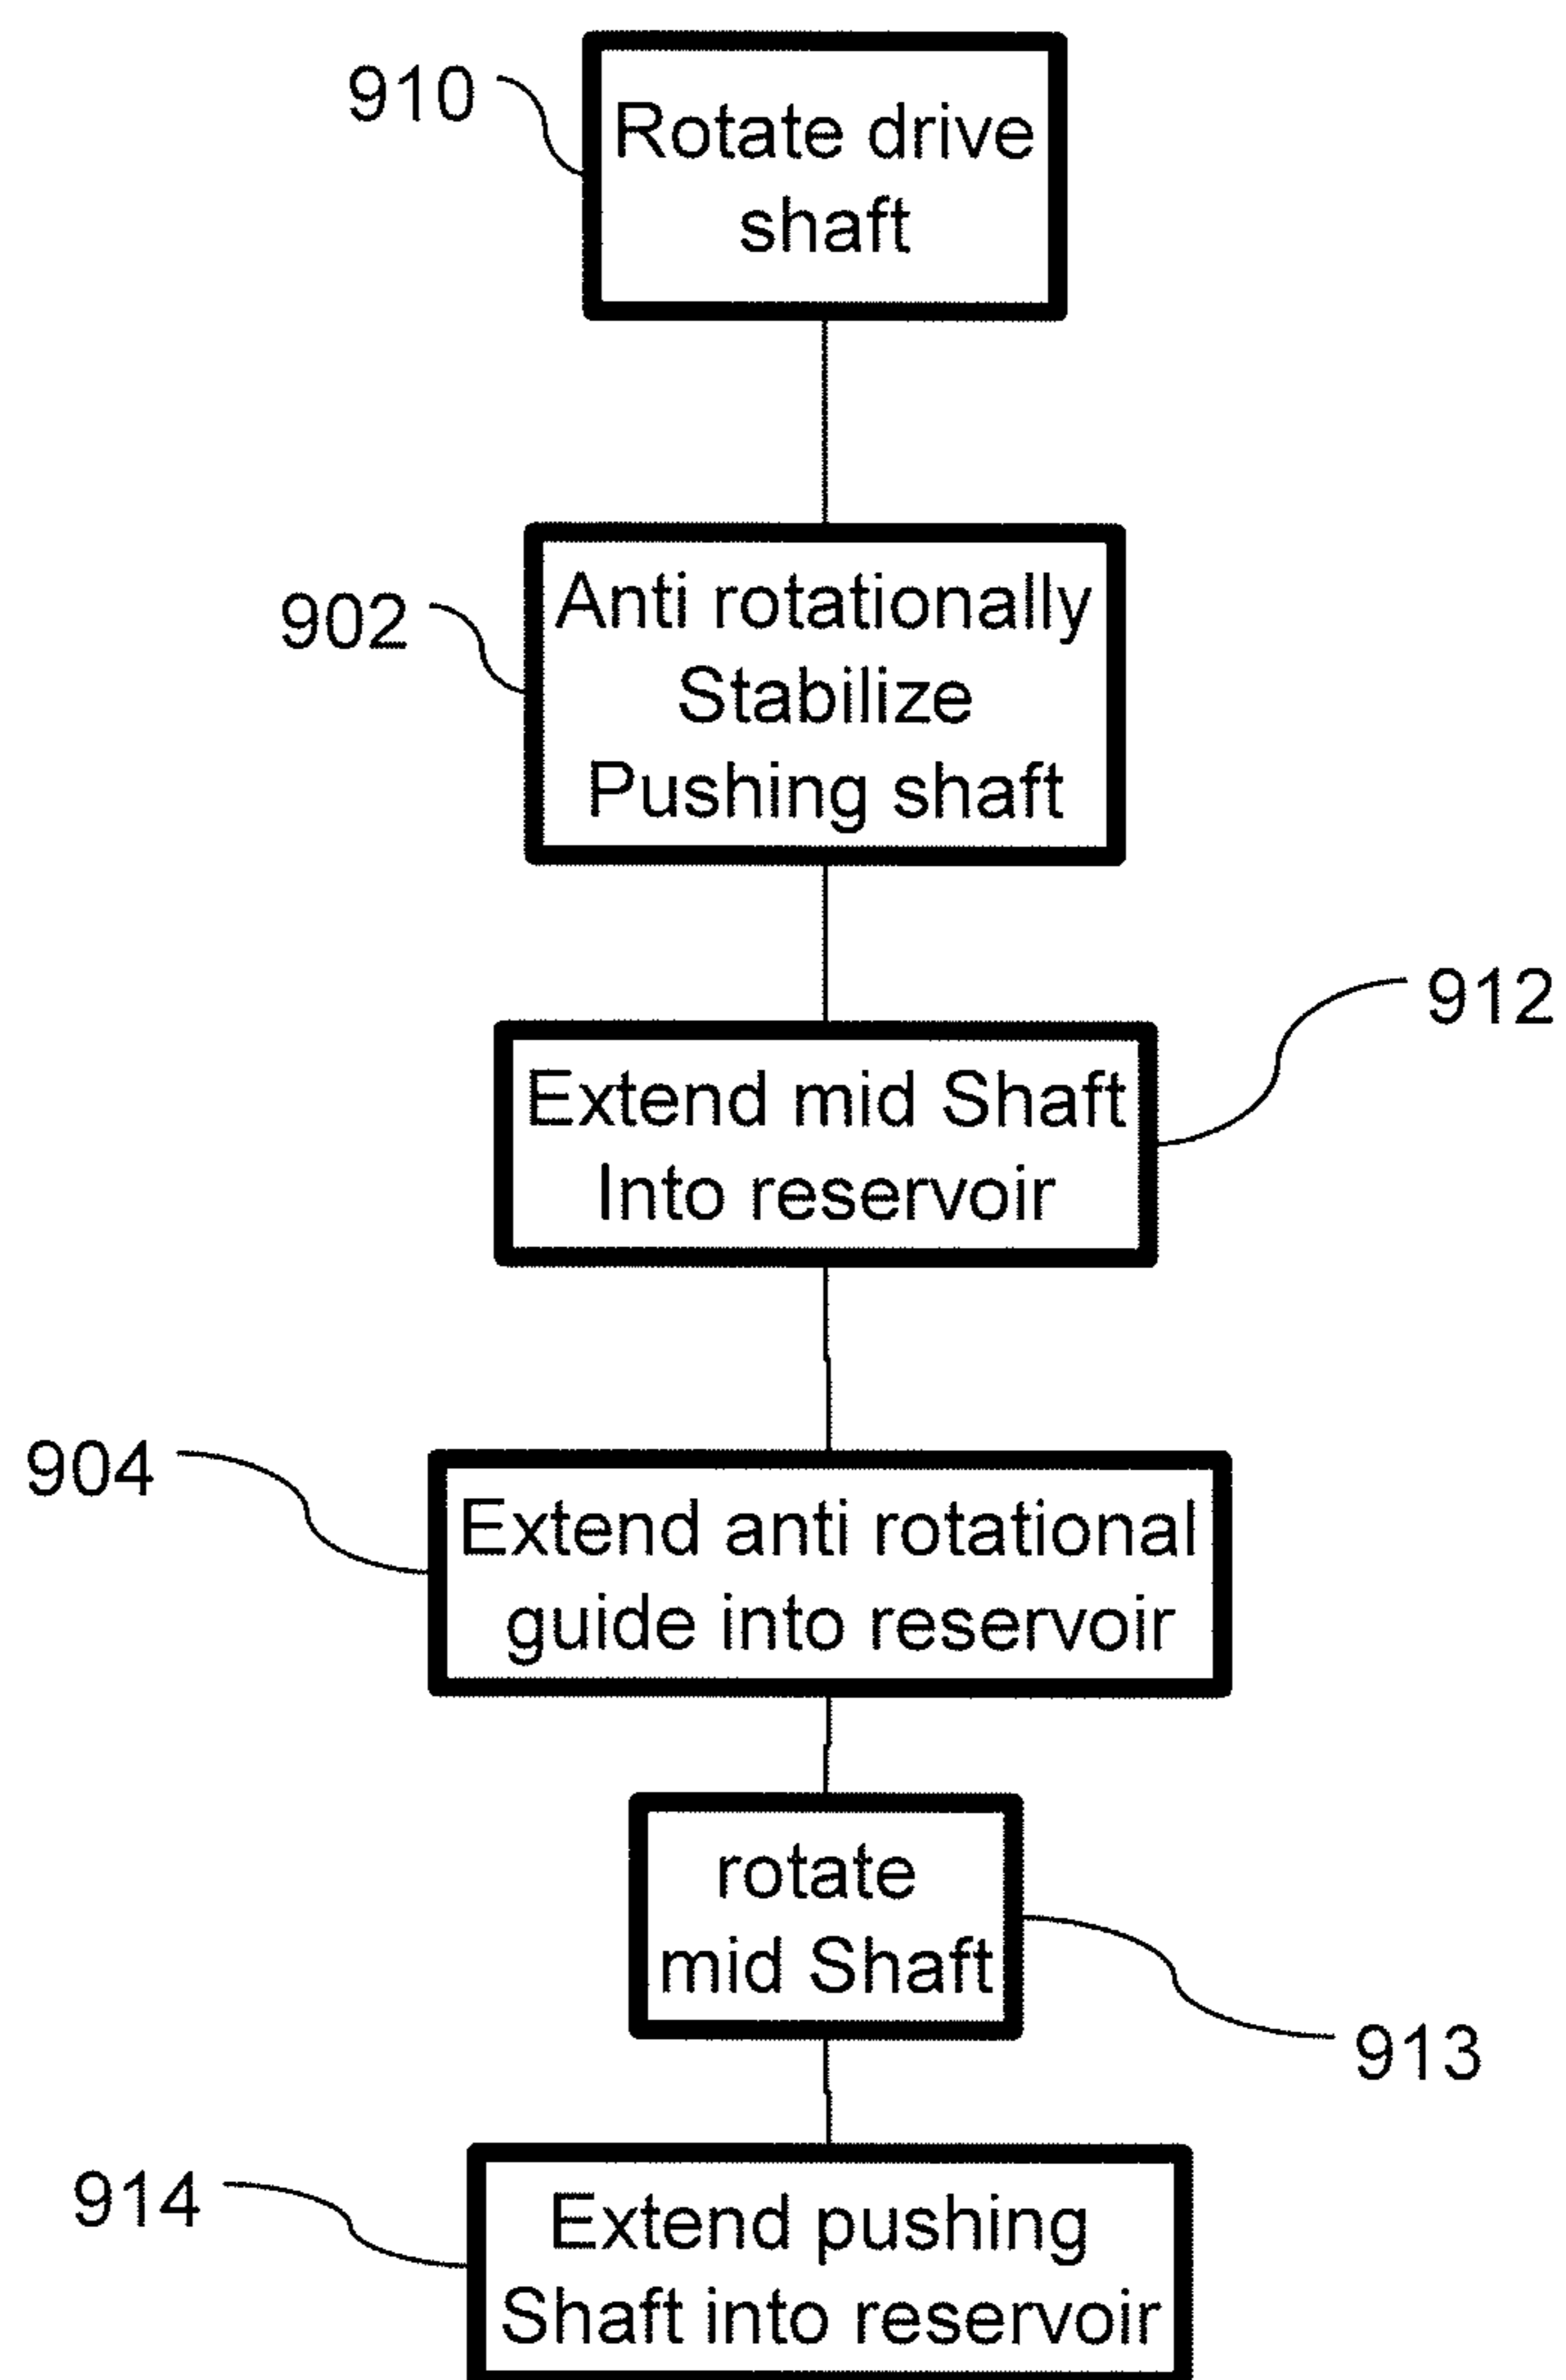 910
Rotate drive
shaft
902
Anti rotationally
Stabilize
Pushing shaft
912
Extend mid Shaft
Into reservoir
904
Extend anti rotational
guide into reservoir
rotate
mid Shaft
913
914
Extend pushing
Shaft into reservoir